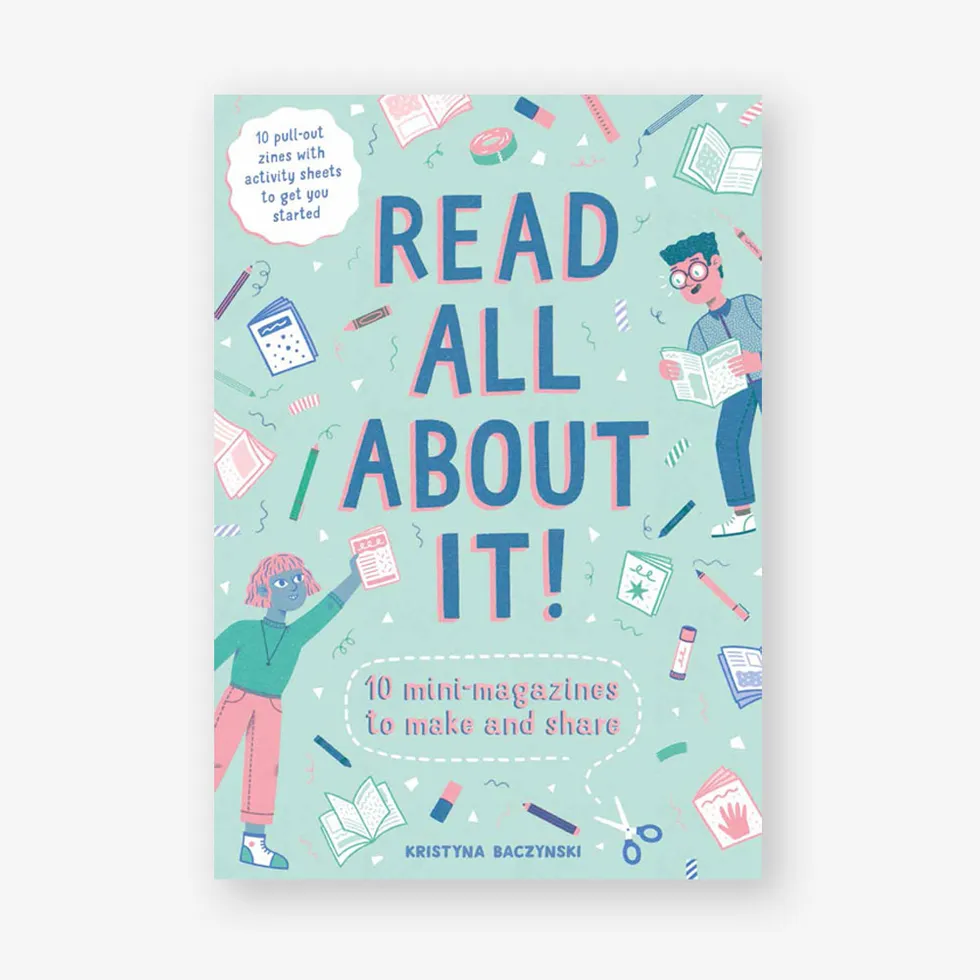 10 pull-out
zines with
activity sheets
to get you
started
READ
ALL
ABOUT
IT!
10 mini-magazines
to make and share
KRISTYNA BACZYNSKI